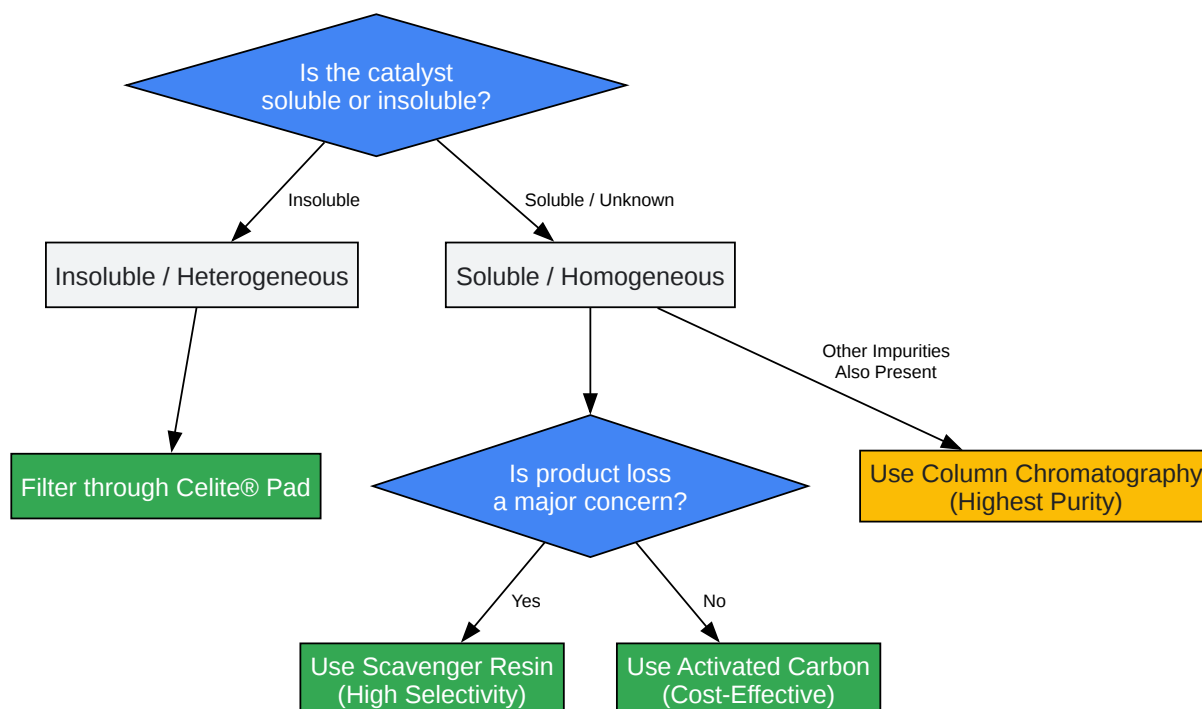 Is the catalyst
soluble or insoluble?
Insoluble
Soluble / Unknown
Insoluble / Heterogeneous
Soluble / Homogeneous
Other Impurities
Also Present
Filter through Celite® Pad
Is product loss
a major concern?
Use Column Chromatography
(Highest Purity)
Yes
No
Use Scavenger Resin
(High Selectivity)
Use Activated Carbon
(Cost-Effective)